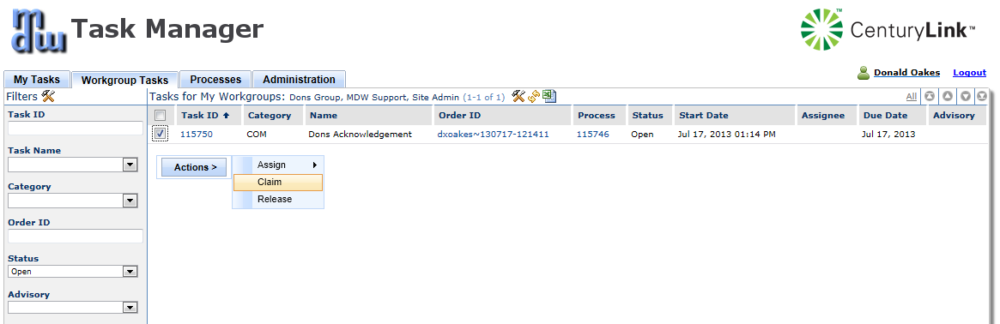 mdw Task Manager
CenturyLink™
My Tasks Workgroup Tasks Processes Administration
Donald Oakes Logout
Filters
Tasks for My Workgroups: Dons Group, MDW Support, Site Admin (1-1 of 1)
All
Task ID
Task Name
Category
Order ID
Status
Open
Advisory
Task ID Category Name Order ID Process Status Start Date Assignee Due Date Advisory
115750 COM Dons Acknowledgement dxoakes~130717-121411 115746 Open Jul 17, 2013 01:14 PM Jul 17, 2013
Actions >
Assign
Claim
Release